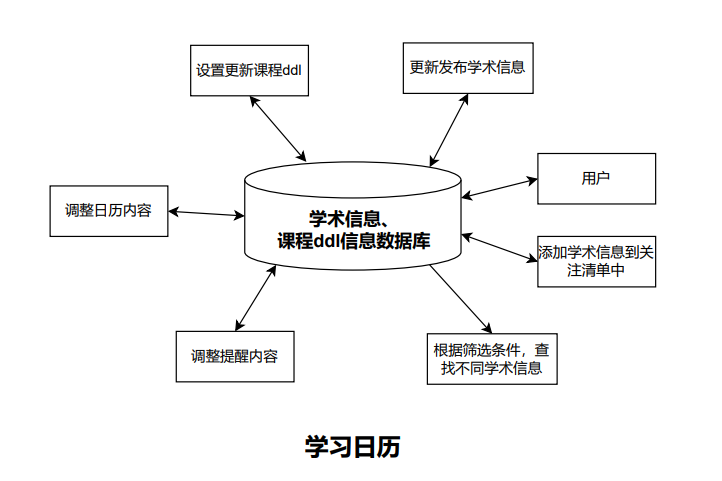 设置更新课程ddl
更新发布学术信息
用户
调整日历内容
学术信息、
课程ddl信息数据库
添加学术信息到关
注清单中
调整提醒内容
根据筛选条件，查
找不同学术信息
学习日历